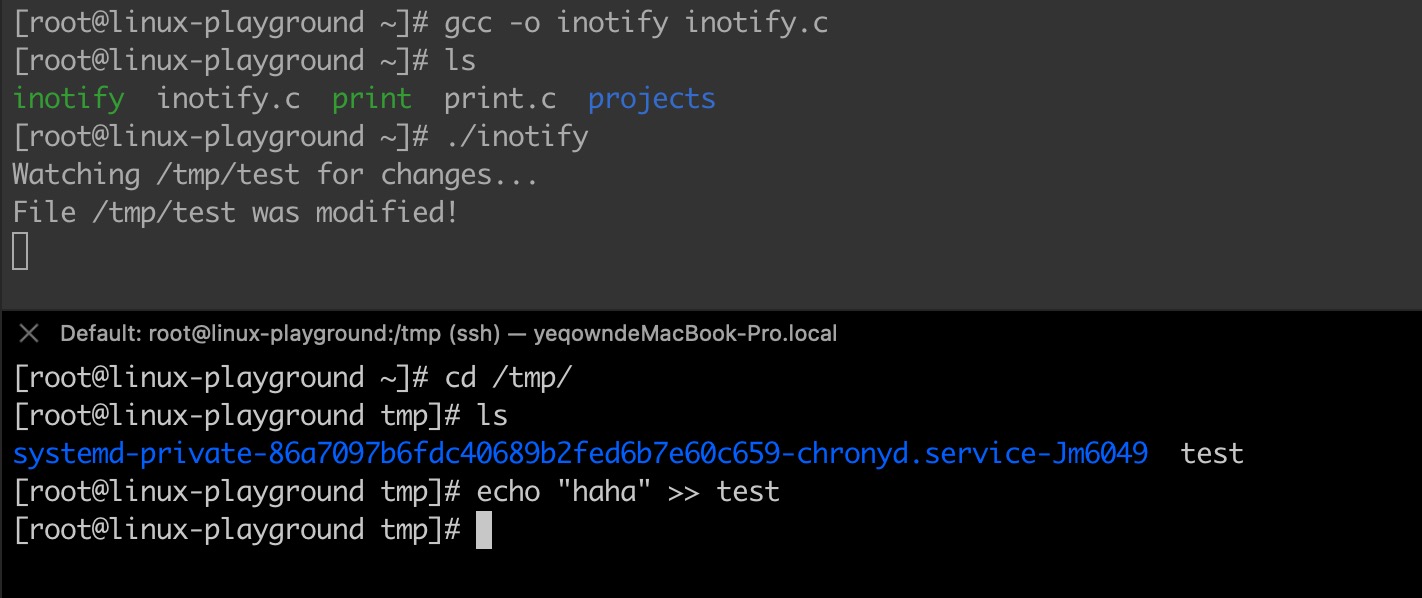 [root@linux-playground ~]# gcc -o inotify inotify.c
[root@linux-playground ~]# ls
inotify  inotify.c  print  print.c  projects
[root@linux-playground ~]# ./inotify
Watching /tmp/test for changes...
File /tmp/test was modified!
Default: root@linux-playground:/tmp (ssh) — yeqowndeMacBook-Pro.local
[root@linux-playground ~]# cd /tmp/
[root@linux-playground tmp]# ls
systemd-private-86a7097b6fdc40689b2fed6b7e60c659-chronyd.service-Jm6049  test
[root@linux-playground tmp]# echo "haha" >> test
[root@linux-playground tmp]#